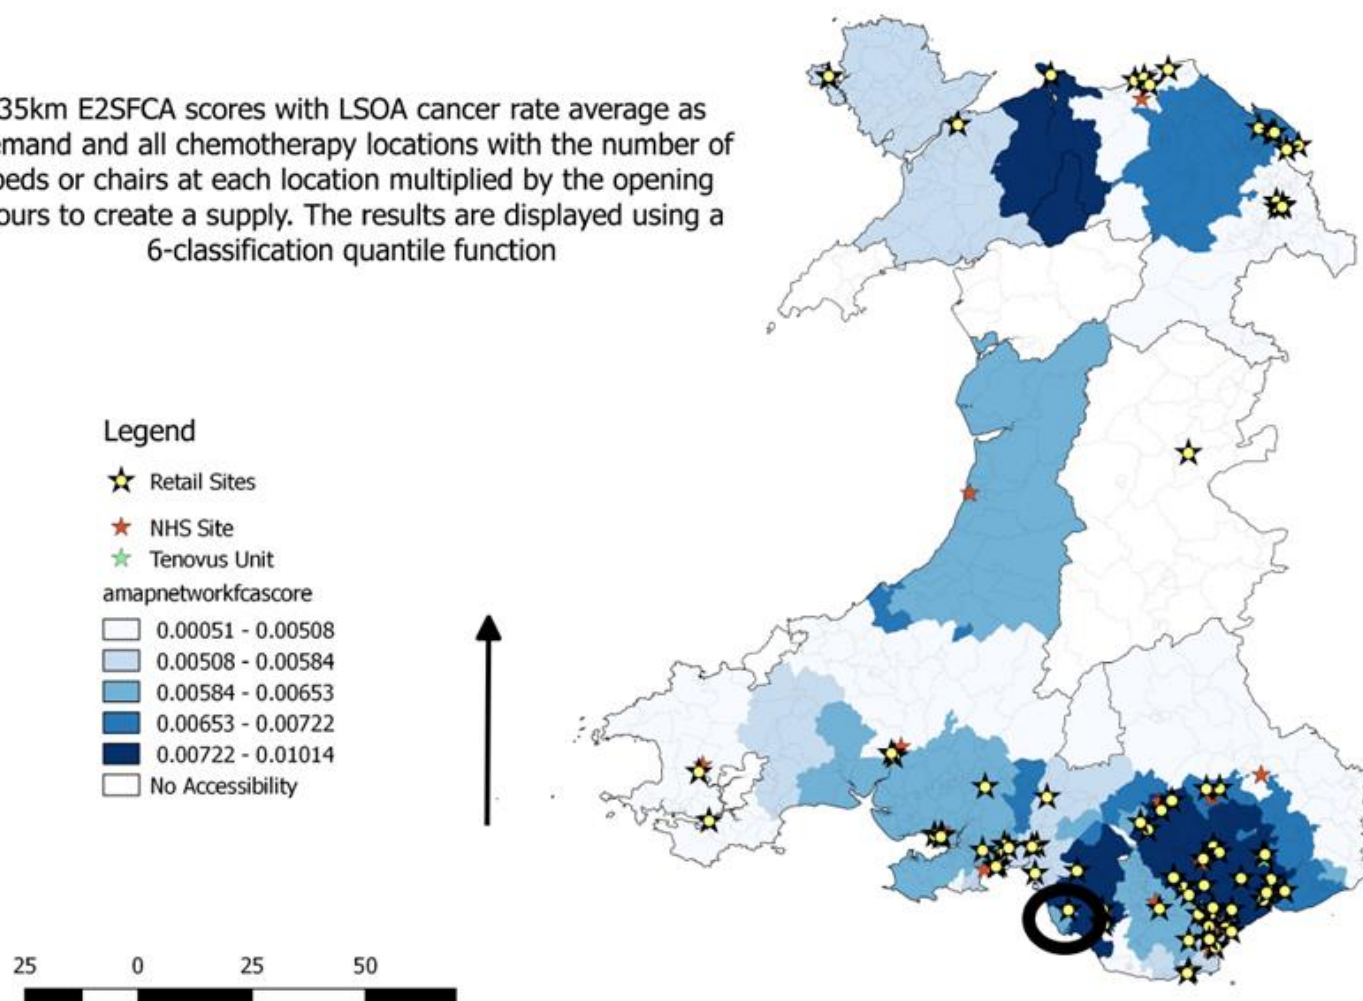 35km E2SFCA scores with LSOA cancer rate average as
emand and all chemotherapy locations with the number of
beds or chairs at each location multiplied by the opening
ours to create a supply. The results are displayed using a
6-classification quantile function
Legend
Retail Sites
NHS Site
Tenovus Unit
amapnetworkfcascore
0.00051 - 0.00508
0.00508 - 0.00584
0.00584 - 0.00653
0.00653 - 0.00722
0.00722 - 0.01014
No Accessibility
25 0 25 50